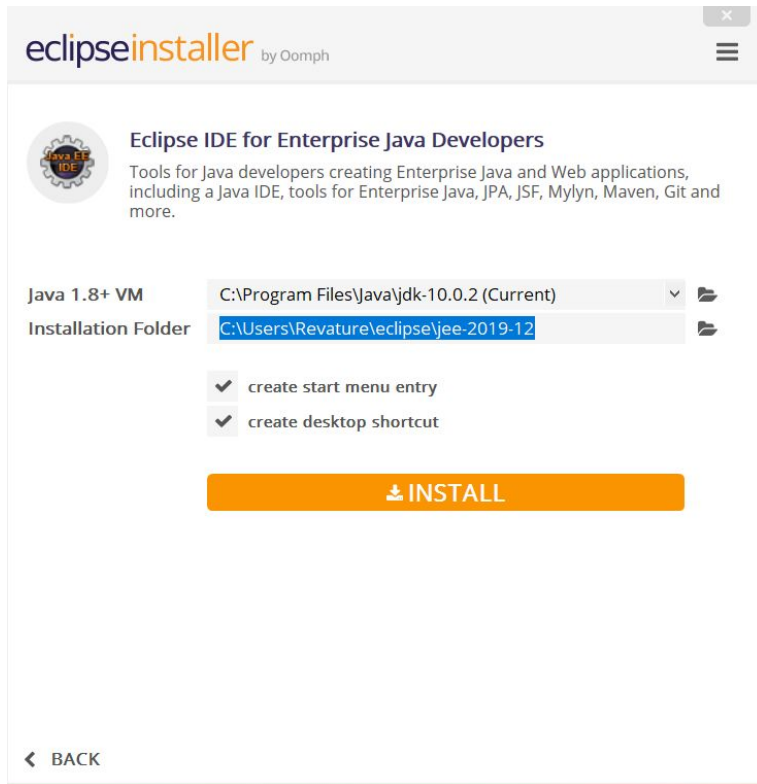 eclipseinstaller by Oomph
Java EE
IDE
Eclipse IDE for Enterprise Java Developers
Tools for Java developers creating Enterprise Java and Web applications,
including a Java IDE, tools for Enterprise Java, JPA, JSF, Mylyn, Maven, Git and
more.
Java 1.8+ VM C:\Program Files\Java\jdk-10.0.2 (Current)
Installation Folder C:\Users\Revature\eclipse\jee-2019-12
create start menu entry
create desktop shortcut
INSTALL
BACK